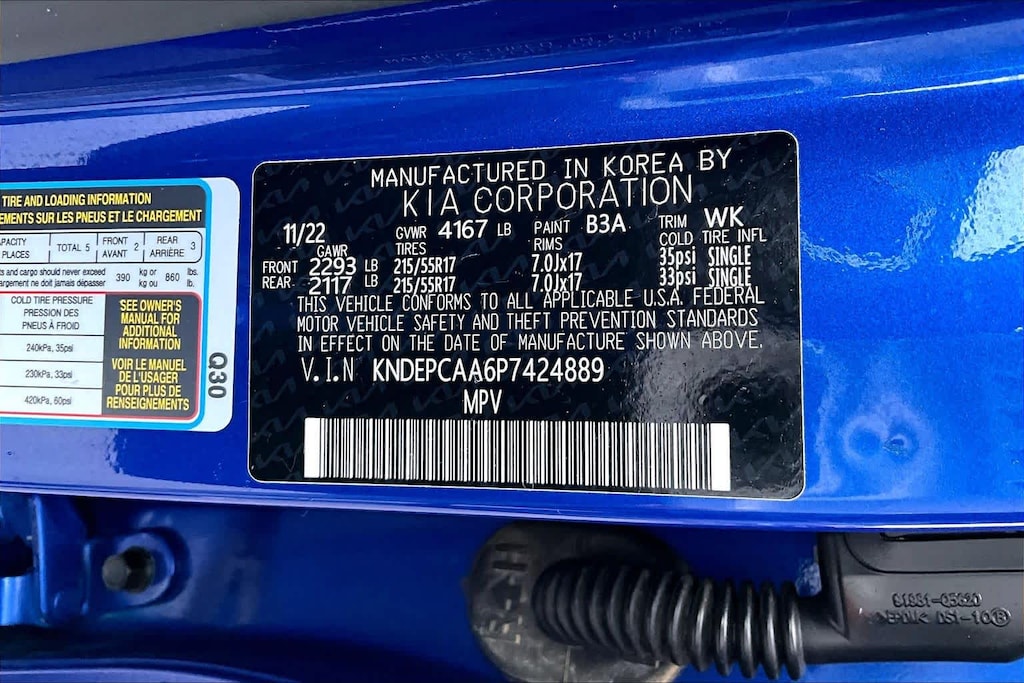 TIRE AND LOADING INFORMATION
EMENTS SUR LES PNEUS ET LE CHARGEMENT
APACITY TOTAL 5 FRONT 2 REAR 3
PLACES AVANT ARRIÈRE
ts and cargo should never exceed 390 kg or 860 lbs.
argement ne doit jamais dépasser kg ou lb.
COLD TIRE PRESSURE
PRESSION DES
PNEUS À FROID
240kPa, 35psi
230kPa, 33psi
420kPa, 60psi
SEE OWNER'S
MANUAL FOR
ADDITIONAL
INFORMATION
VOIR LE MANUEL
DE L'USAGER
POUR PLUS DE
RENSEIGNEMENTS
Q30
MANUFACTURED IN KOREA BY
KIA CORPORATION
11/22 GVWR 4167 LB PAINT B3A TRIM WK
GAWR TIRES RIMS COLD TIRE INFL
FRONT 2293 LB 215/55R17 7.0Jx17 35psi SINGLE
REAR 2117 LB 215/55R17 7.0Jx17 33psi SINGLE
THIS VEHICLE CONFORMS TO ALL APPLICABLE U.S.A. FEDERAL
MOTOR VEHICLE SAFETY AND THEFT PREVENTION STANDARDS
IN EFFECT ON THE DATE OF MANUFACTURE SHOWN ABOVE.
V.I.N KNDEPCAA6P7424889
MPV